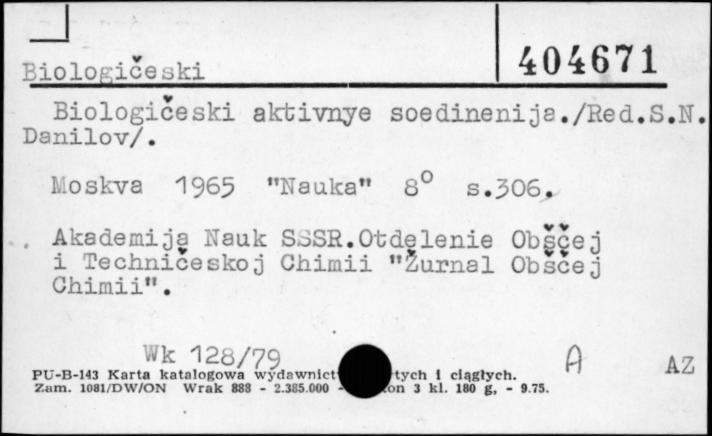 404671
Biologičeski
Biologičeski aktivnye soedinenija./Red.S.N.
Danilov/.
Moskva 1965 "Nauka" 8° s.306.
Akademija Nauk SSSR.Otdelenie Obščej
i Techničeskoj Chimii "Žurnal Obščej
Chimii".
Wk 128/79 A AZ
PU-B-143 Karta katalogowa wydawnict tych i ciągłych.
Zam. 1081/DW/ON Wrak 888 - 2.385.000 - on 3 kl. 180 g, - 9.75.